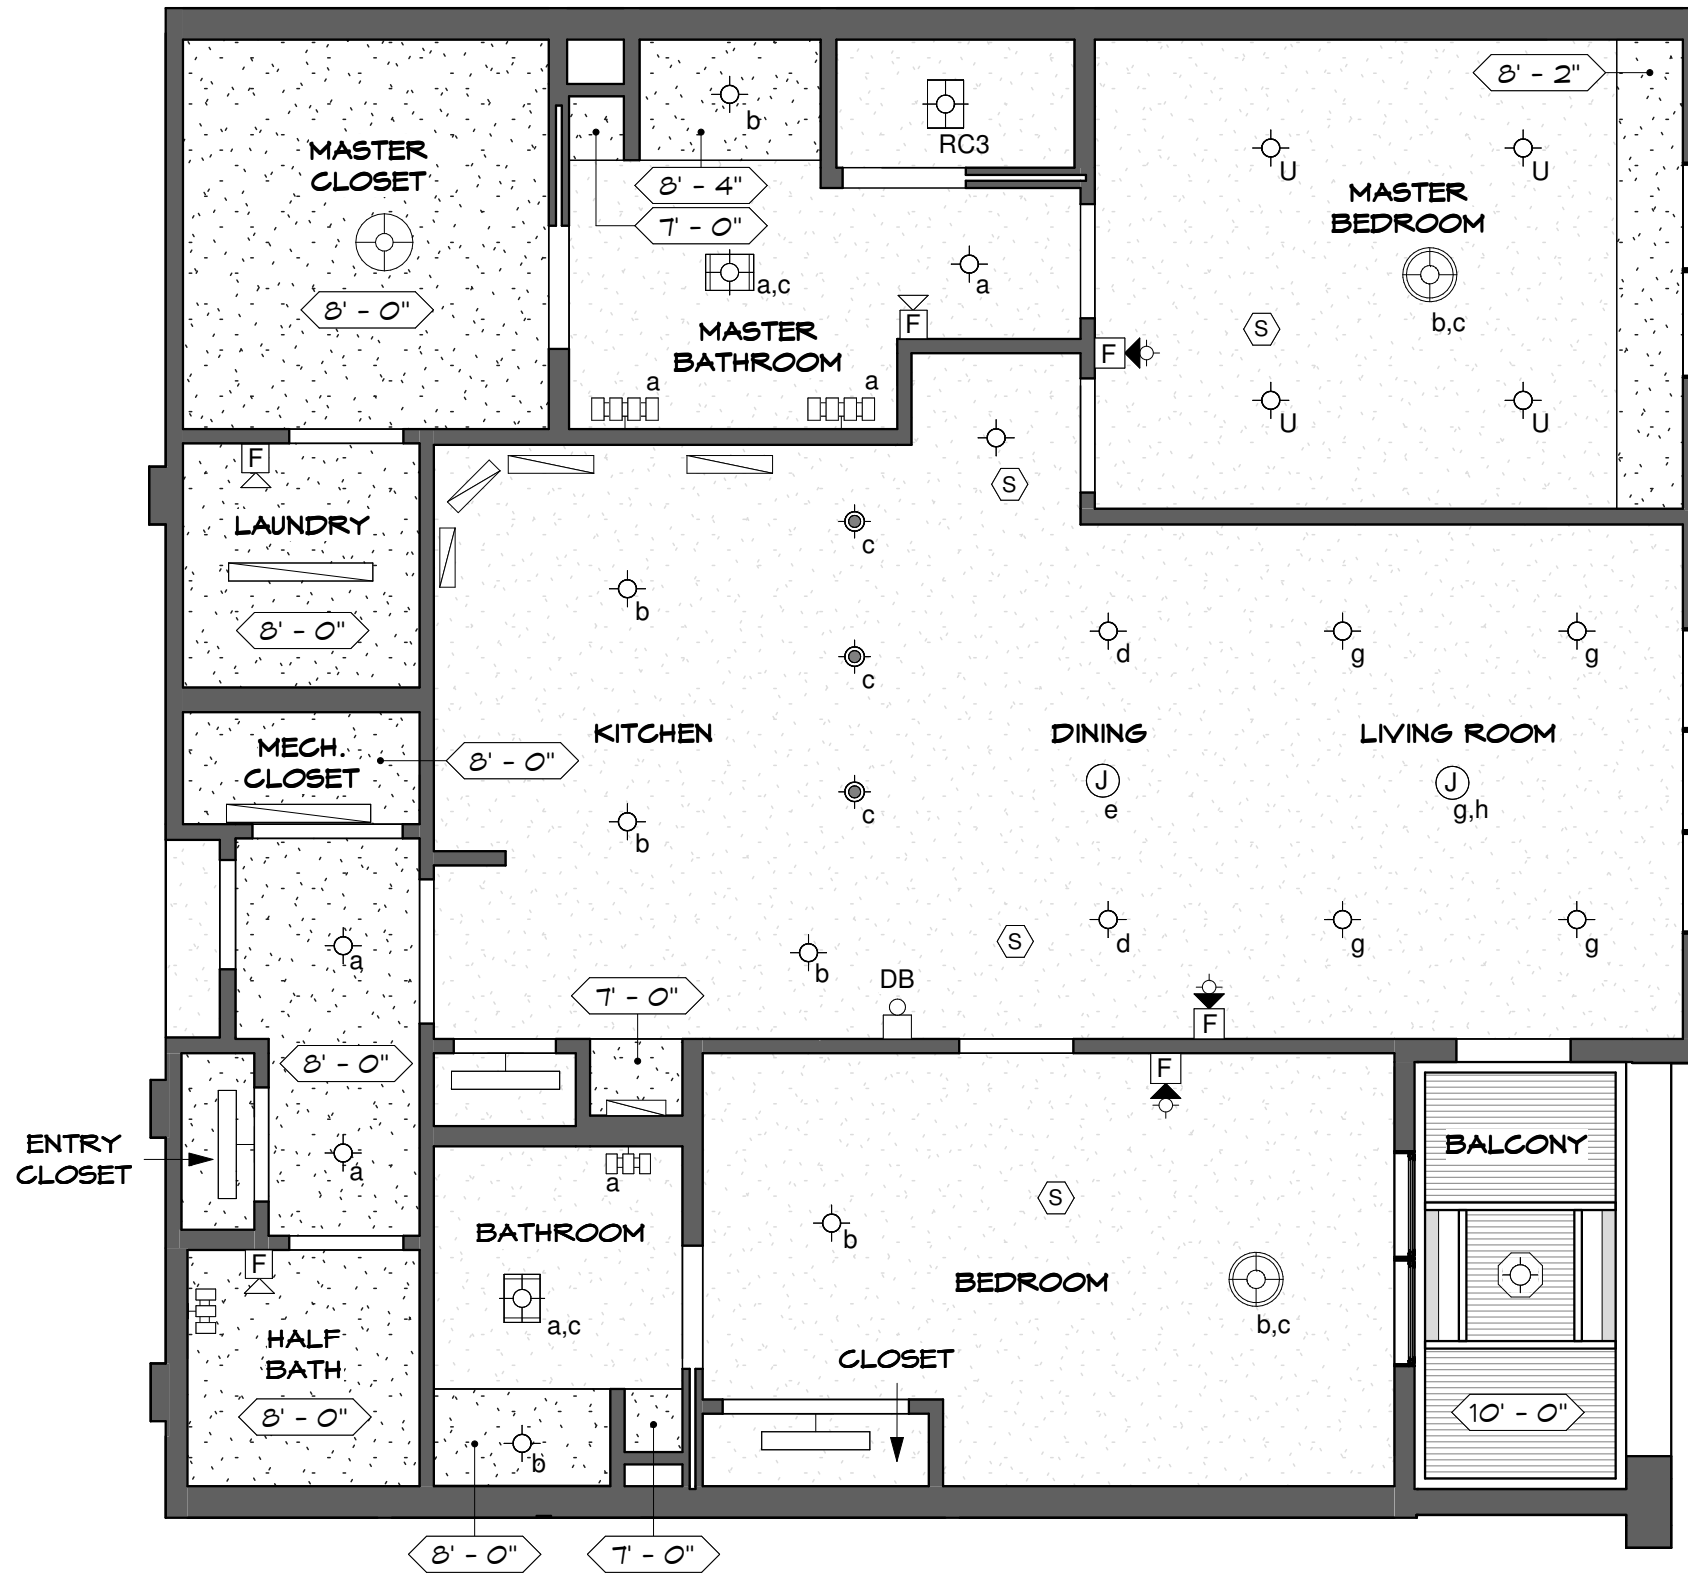 8' - 2"
b
RC3
MASTER
CLOSET
8' - 4"
7' - 0"
U
U
MASTER
BEDROOM
a,c
a
8' - 0"
MASTER
BATHROOM
F
b,c
S
F
a
a
U
U
F
S
LAUNDRY
c
b
8' - 0"
d
g
g
c
KITCHEN
DINING
LIVING ROOM
MECH.
CLOSET
8' - 0"
J
e
J
g,h
c
b
a
b
S
d
g
g
DB
7' - 0"
F
8' - 0"
F
ENTRY
CLOSET
a
a
BALCONY
S
BATHROOM
b
F
BEDROOM
a,c
b,c
HALF
BATH
CLOSET
8' - 0"
10' - 0"
b
8' - 0"
7' - 0"